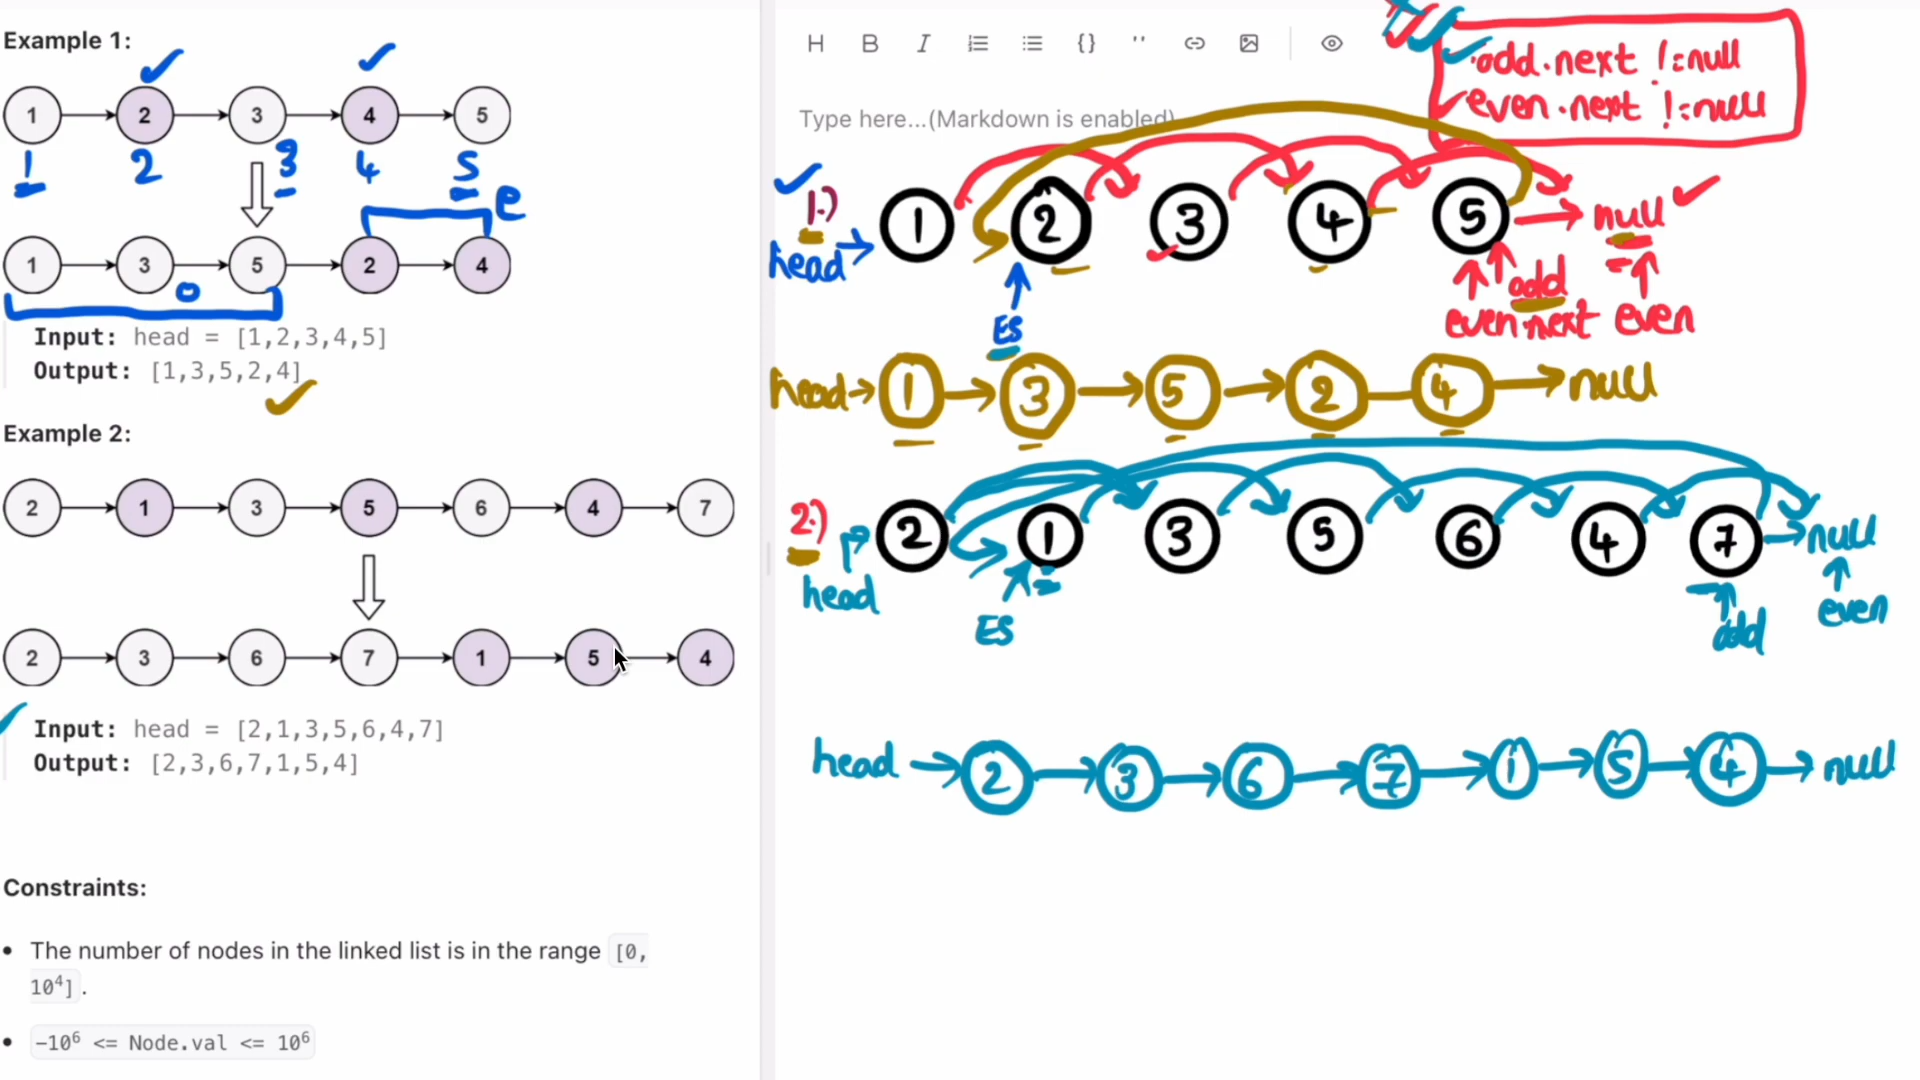 Example 1:
1 2 3 4 5
1 2 3 4 5
e
1 3 5 2 4
o
Input: head = [1,2,3,4,5]
Output: [1,3,5,2,4]
Example 2:
2 1 3 5 6 4 7
2 3 6 7 1 5 4
Input: head = [2,1,3,5,6,4,7]
Output: [2,3,6,7,1,5,4]
Constraints:
• The number of nodes in the linked list is in the range [0,
10⁴] .
• -10⁶ <= Node.val <= 10⁶
H B I {} ''
Type here...(Markdown is enabled)
odd.next != null
even.next != null
1.)
head 1 2 3 4 5 null
ES
odd
even.next even
head 1 3 5 2 4 null
2.)
2 1 3 5 6 4 7 null
head
ES
odd
even
head 2 3 6 7 1 5 4 null